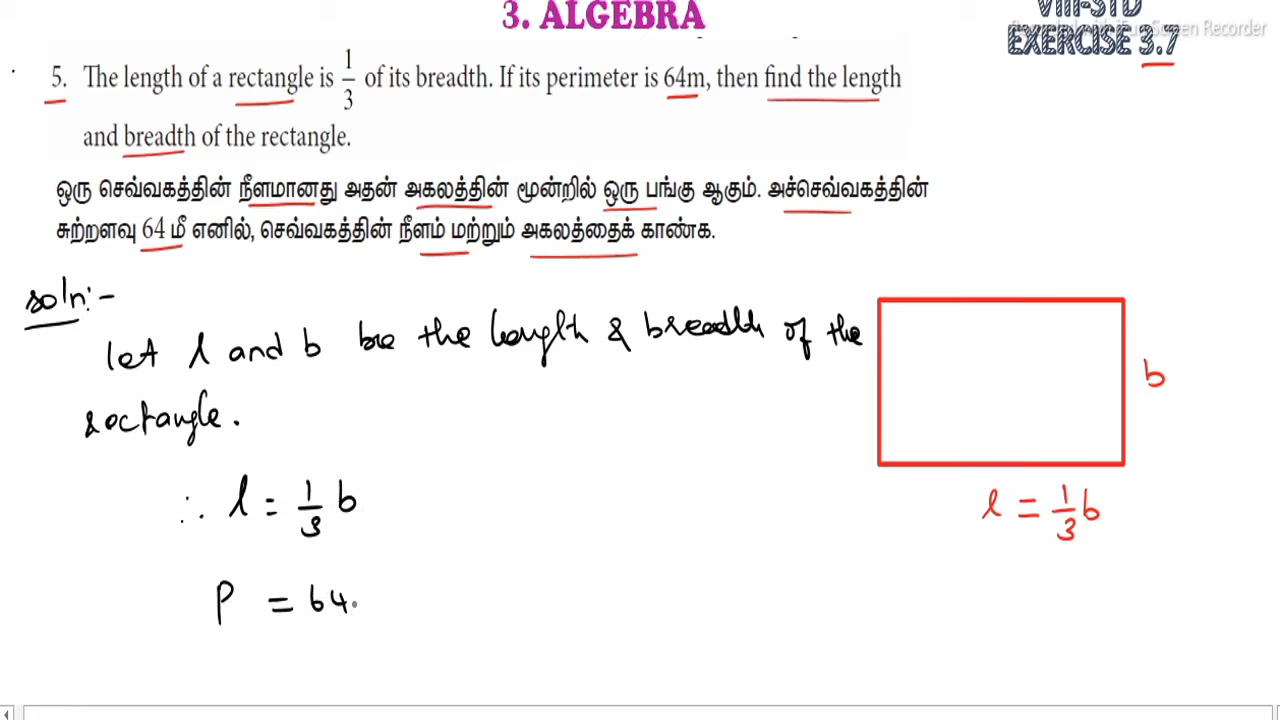 3. ALGEBRA
VIII-STD
EXERCISE 3.7
5. The length of a rectangle is 1/3 of its breadth. If its perimeter is 64m, then find the length
and breadth of the rectangle.
ஒரு செவ்வகத்தின் நீளமானது அதன் அகலத்தின் மூன்றில் ஒரு பங்கு ஆகும். அச்செவ்வகத்தின்
சுற்றளவு 64 மீ எனில், செவ்வகத்தின் நீளம் மற்றும் அகலத்தைக் காண்க.
soln:-
let l and b be the length & breadth of the
rectangle.
b
∴ l = 1/3 b
l = 1/3 b
P = 64